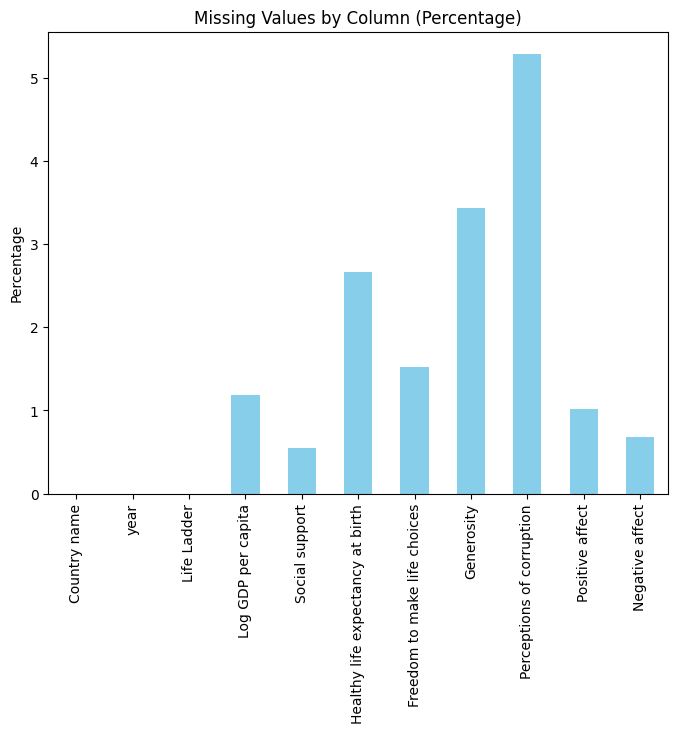 Missing Values by Column (Percentage)
Percentage
5
4
3
2
1
0
Country name
year
Life Ladder
Log GDP per capita
Social support
Healthy life expectancy at birth
Freedom to make life choices
Generosity
Perceptions of corruption
Positive affect
Negative affect